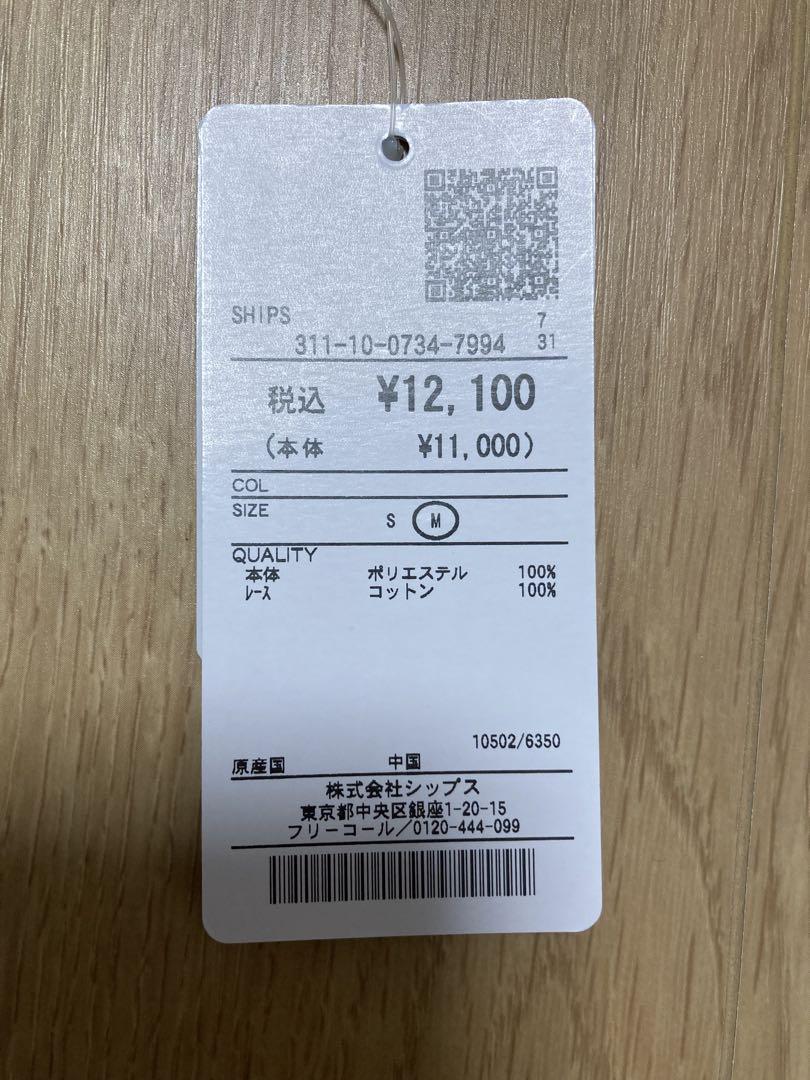 SHIPS
311-10-0734-7994 7 31
税込 ¥12,100
(本体 ¥11,000)
COL
SIZE S M
QUALITY
本体 ポリエステル 100%
レース コットン 100%
10502/6350
原産国 中国
株式会社シップス
東京都中央区銀座1-20-15
フリーコール／0120-444-099